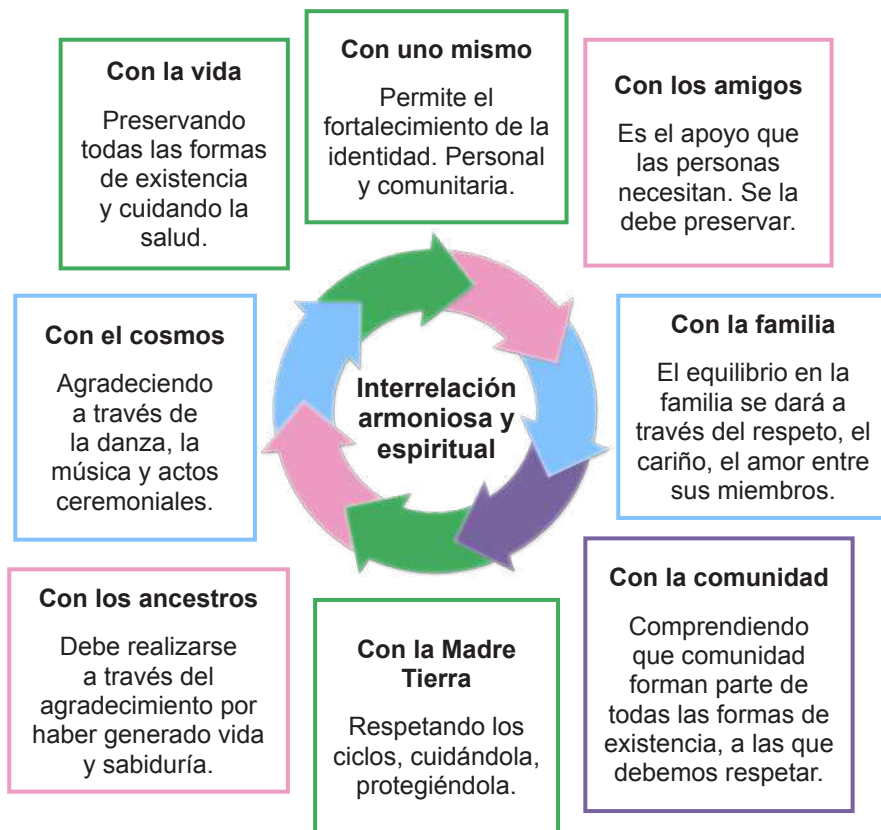 Con la vida
Preservando
todas las formas
de existencia
y cuidando la
salud.
Con uno mismo
Permite el
fortalecimiento de la
identidad. Personal
y comunitaria.
Con los amigos
Es el apoyo que
las personas
necesitan. Se la
debe preservar.
Con el cosmos
Agradeciendo
a través de
la danza, la
música y actos
ceremoniales.
Interrelación
armoniosa y
espiritual
Con la familia
El equilibrio en la
familia se dará a
través del respeto, el
cariño, el amor entre
sus miembros.
Con los ancestros
Debe realizarse
a través del
agradecimiento por
haber generado vida
y sabiduría.
Con la Madre
Tierra
Respetando los
ciclos, cuidándola,
protegiéndola.
Con la comunidad
Comprendiendo
que comunidad
forman parte de
todas las formas de
existencia, a las que
debemos respetar.